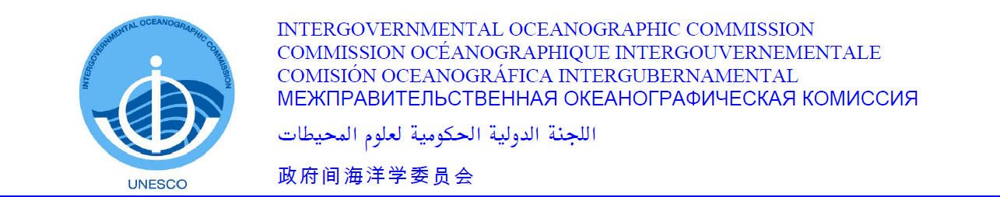 INTERGOVERNMENTAL OCEANOGRAPHIC COMMISSION
UNESCO
INTERGOVERNMENTAL OCEANOGRAPHIC COMMISSION
COMMISSION OCÉANOGRAPHIQUE INTERGOUVERNEMENTALE
COMISIÓN OCEANOGRÁFICA INTERGUBERNAMENTAL
МЕЖПРАВИТЕЛЬСТВЕННАЯ ОКЕАНОГРАФИЧЕСКАЯ КОМИССИЯ
اللجنة الدولية الحكومية لعلوم المحيطات
政府间海洋学委员会